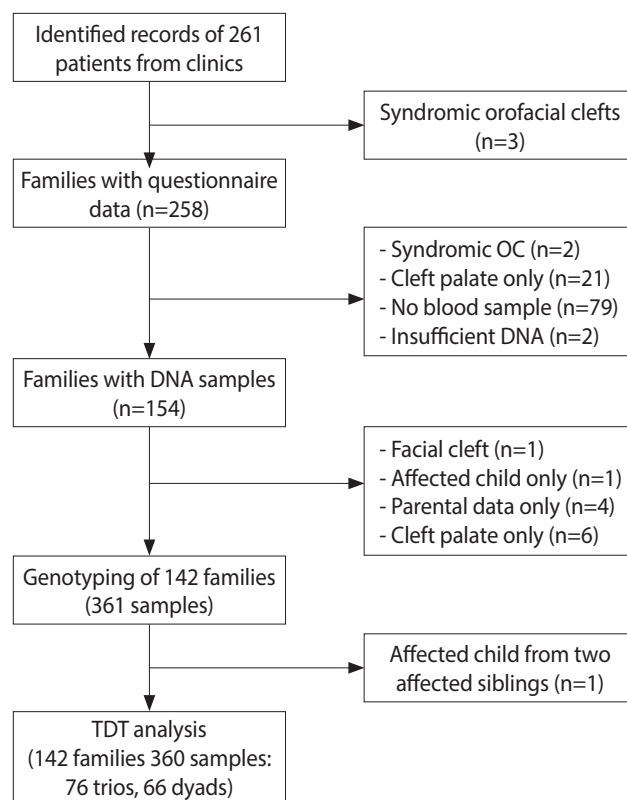 Identified records of 261
patients from clinics
Syndromic orofacial clefts
(n=3)
Families with questionnaire
data (n=258)
- Syndromic OC (n=2)
- Cleft palate only (n=21)
- No blood sample (n=79)
- Insufficient DNA (n=2)
Families with DNA samples
(n=154)
- Facial cleft (n=1)
- Affected child only (n=1)
- Parental data only (n=4)
- Cleft palate only (n=6)
Genotyping of 142 families
(361 samples)
Affected child from two
affected siblings (n=1)
TDT analysis
(142 families 360 samples:
76 trios, 66 dyads)